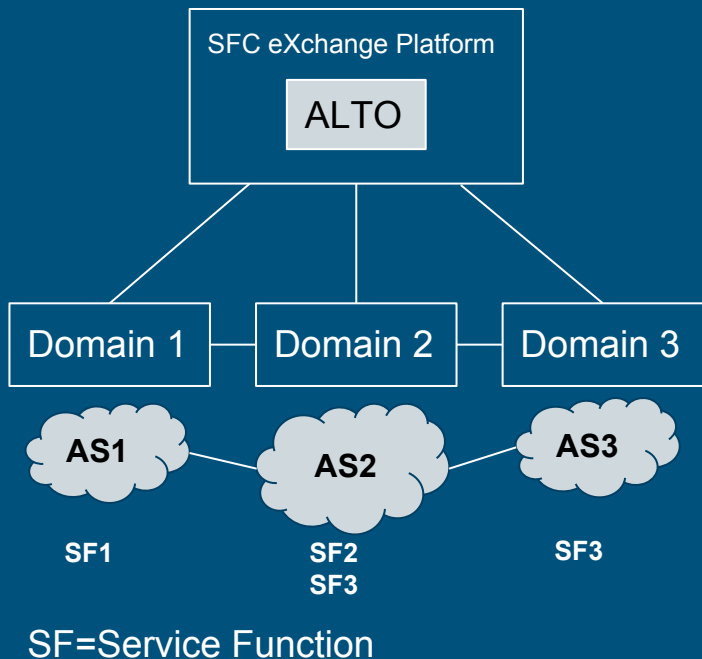 SFC eXchange Platform
ALTO
Domain 1
Domain 2
Domain 3
AS1
AS2
AS3
SF1
SF2
SF3
SF3
SF=Service Function